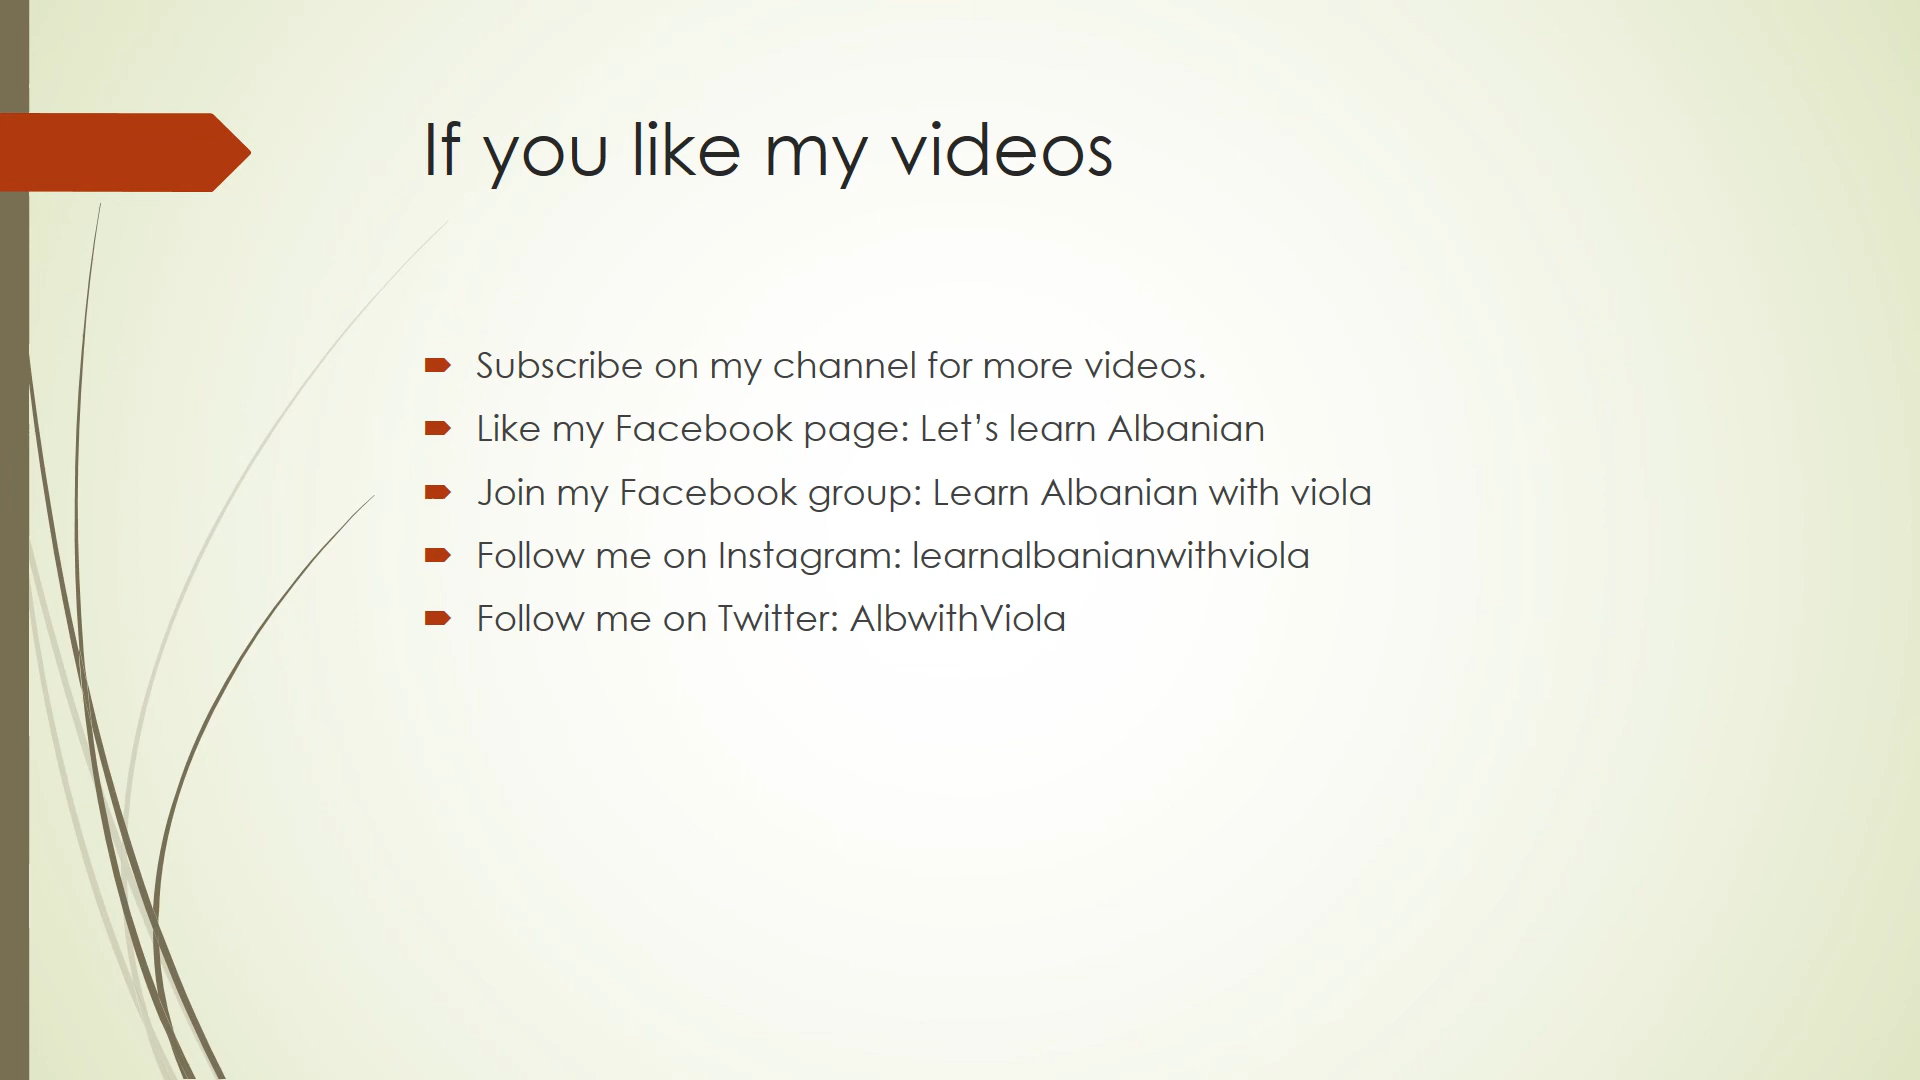 If you like my videos
Subscribe on my channel for more videos.
Like my Facebook page: Let’s learn Albanian
Join my Facebook group: Learn Albanian with viola
Follow me on Instagram: learnalbanianwithviola
Follow me on Twitter: AlbwithViola